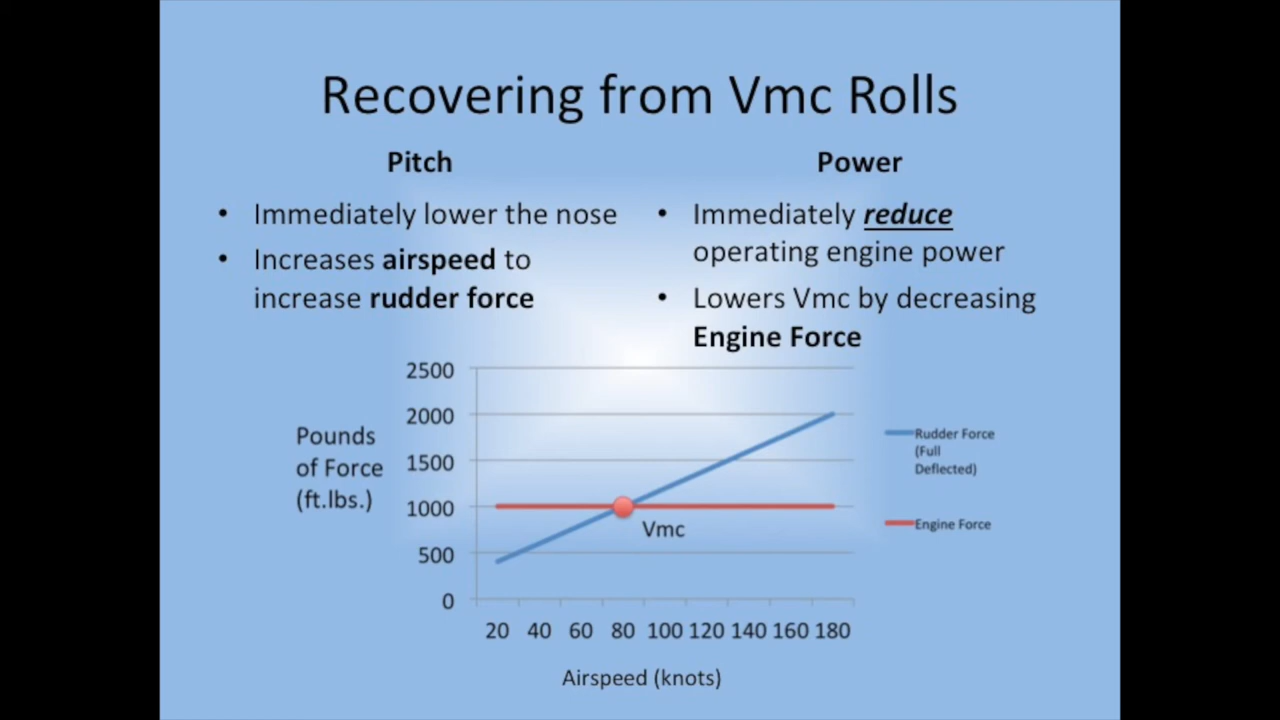 Recovering from Vmc Rolls
Pitch
• Immediately lower the nose
• Increases airspeed to
increase rudder force
Power
• Immediately reduce
operating engine power
• Lowers Vmc by decreasing
Engine Force
Pounds
of Force
(ft.lbs.)
2500
2000
1500
1000
500
0
Vmc
20 40 60 80 100 120 140 160 180
Airspeed (knots)
Rudder Force
(Full
Deflected)
Engine Force